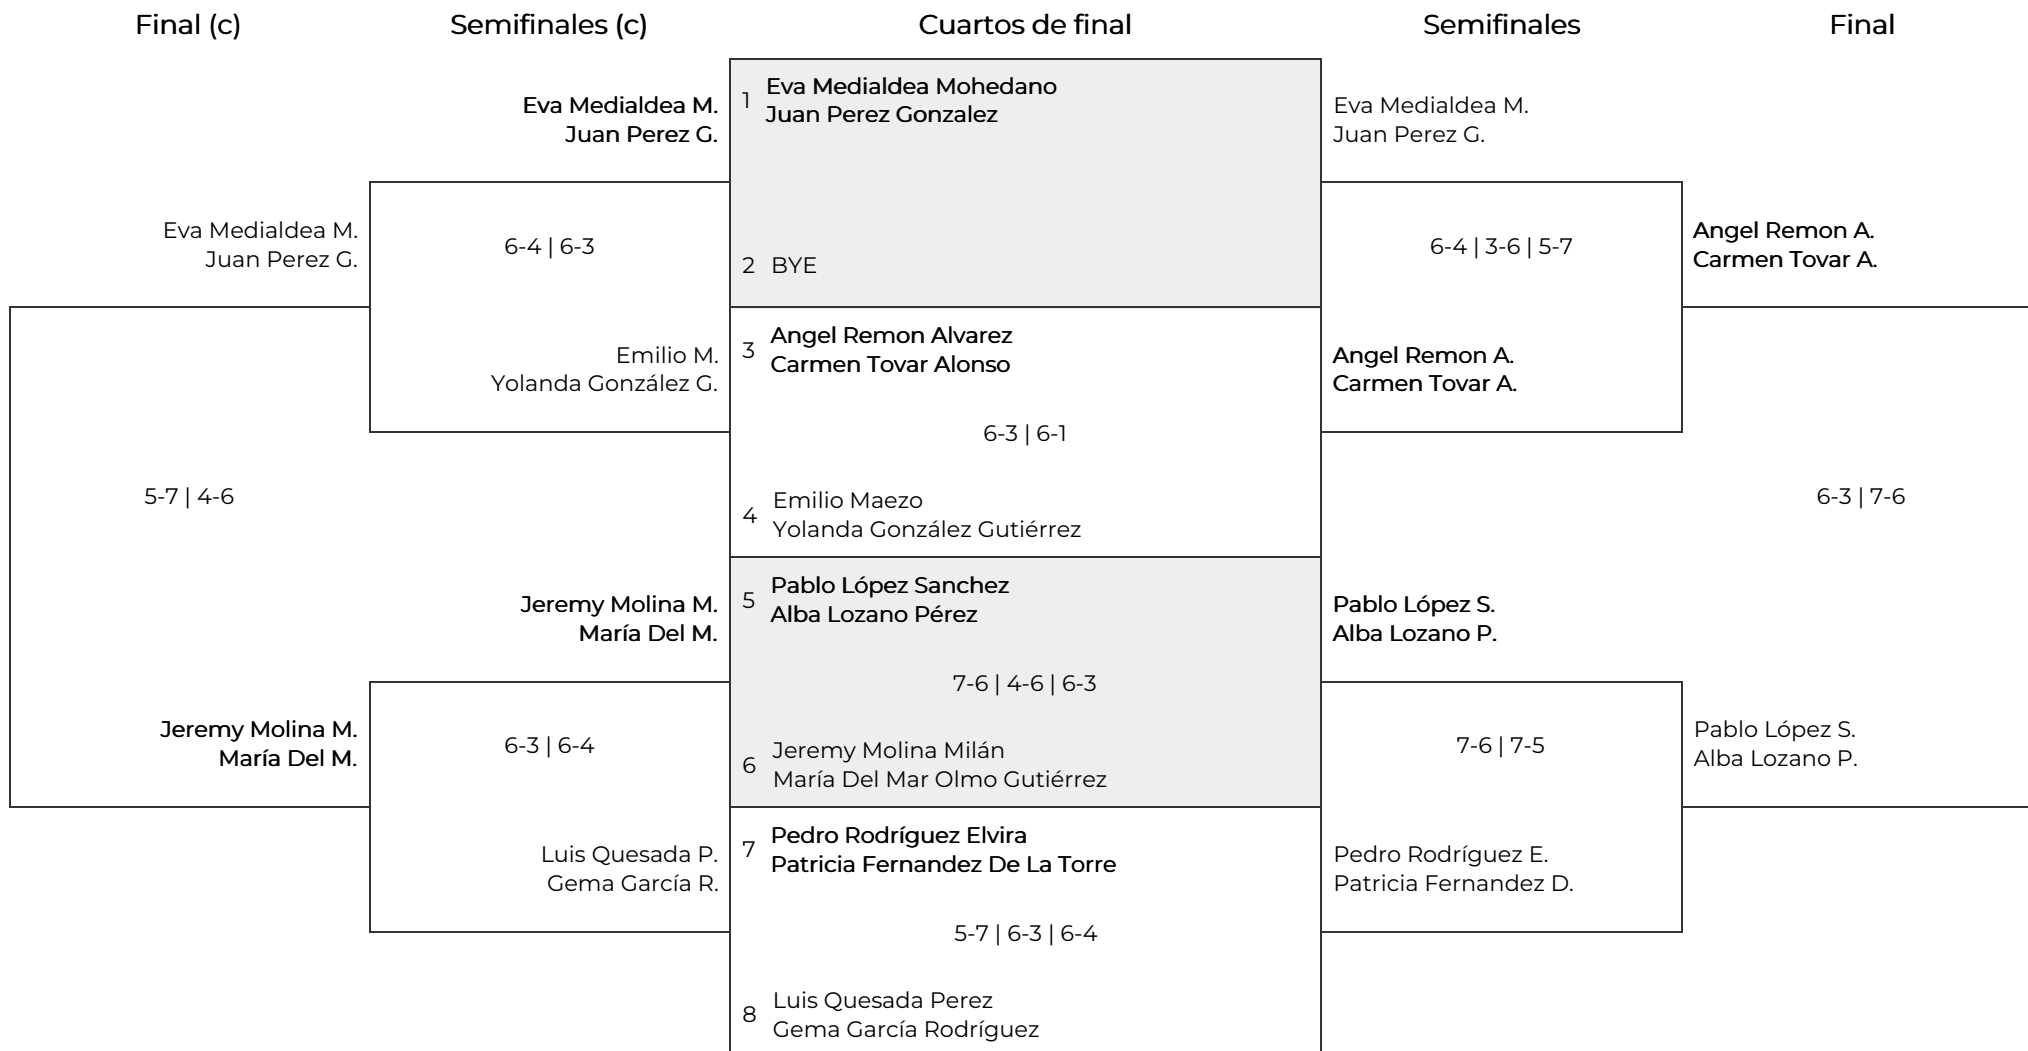 Final (c)
Semifinales (c)
Cuartos de final
Semifinales
Final
Eva Medialdea M.
Juan Perez G.
1
Eva Medialdea Mohedano
Juan Perez Gonzalez
Eva Medialdea M.
Juan Perez G.
Eva Medialdea M.
Juan Perez G.
6-4 | 6-3
2 BYE
6-4 | 3-6 | 5-7
Angel Remon A.
Carmen Tovar A.
Emilio M.
Yolanda González G.
3
Angel Remon Alvarez
Carmen Tovar Alonso
Angel Remon A.
Carmen Tovar A.
6-3 | 6-1
5-7 | 4-6
4
Emilio Maezo
Yolanda González Gutiérrez
6-3 | 7-6
Jeremy Molina M.
María Del M.
5
Pablo López Sanchez
Alba Lozano Pérez
Pablo López S.
Alba Lozano P.
7-6 | 4-6 | 6-3
Jeremy Molina M.
María Del M.
6-3 | 6-4
6
Jeremy Molina Milán
María Del Mar Olmo Gutiérrez
7-6 | 7-5
Pablo López S.
Alba Lozano P.
Luis Quesada P.
Gema García R.
7
Pedro Rodríguez Elvira
Patricia Fernandez De La Torre
Pedro Rodríguez E.
Patricia Fernandez D.
5-7 | 6-3 | 6-4
8
Luis Quesada Perez
Gema García Rodríguez